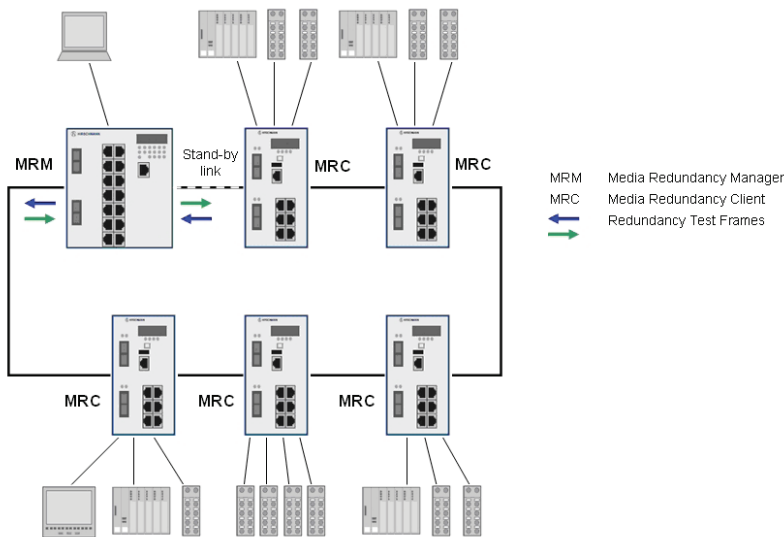 MRM
Stand-by
link
MRC
MRC
MRM Media Redundancy Manager
MRC Media Redundancy Client
Redundancy Test Frames
MRC
MRC
MRC